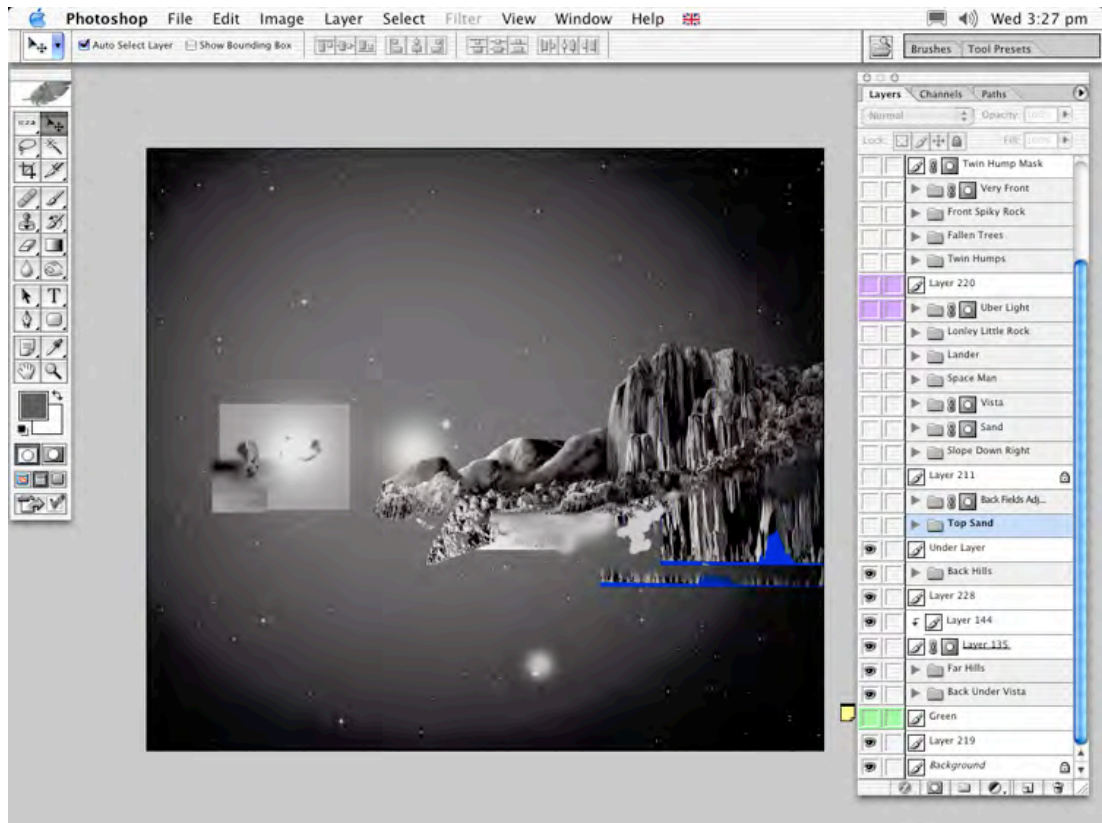 Photoshop File Edit Image Layer Select Filter View Window Help Wed 3:27 pm
Auto Select Layer Show Bounding Box Brushes Tool Presets
Layers Channels Paths
Normal Opacity: 100%
Lock: Fill: 100%
Twin Hump Mask
Very Front
Front Spiky Rock
Fallen Trees
Twin Humps
Layer 220
Uber Light
Lonley Little Rock
Lander
Space Man
Vista
Sand
Slope Down Right
Layer 211
Back Fields Adj...
Top Sand
Under Layer
Back Hills
Layer 228
Layer 144
Layer 135
Far Hills
Back Under Vista
Green
Layer 219
Background